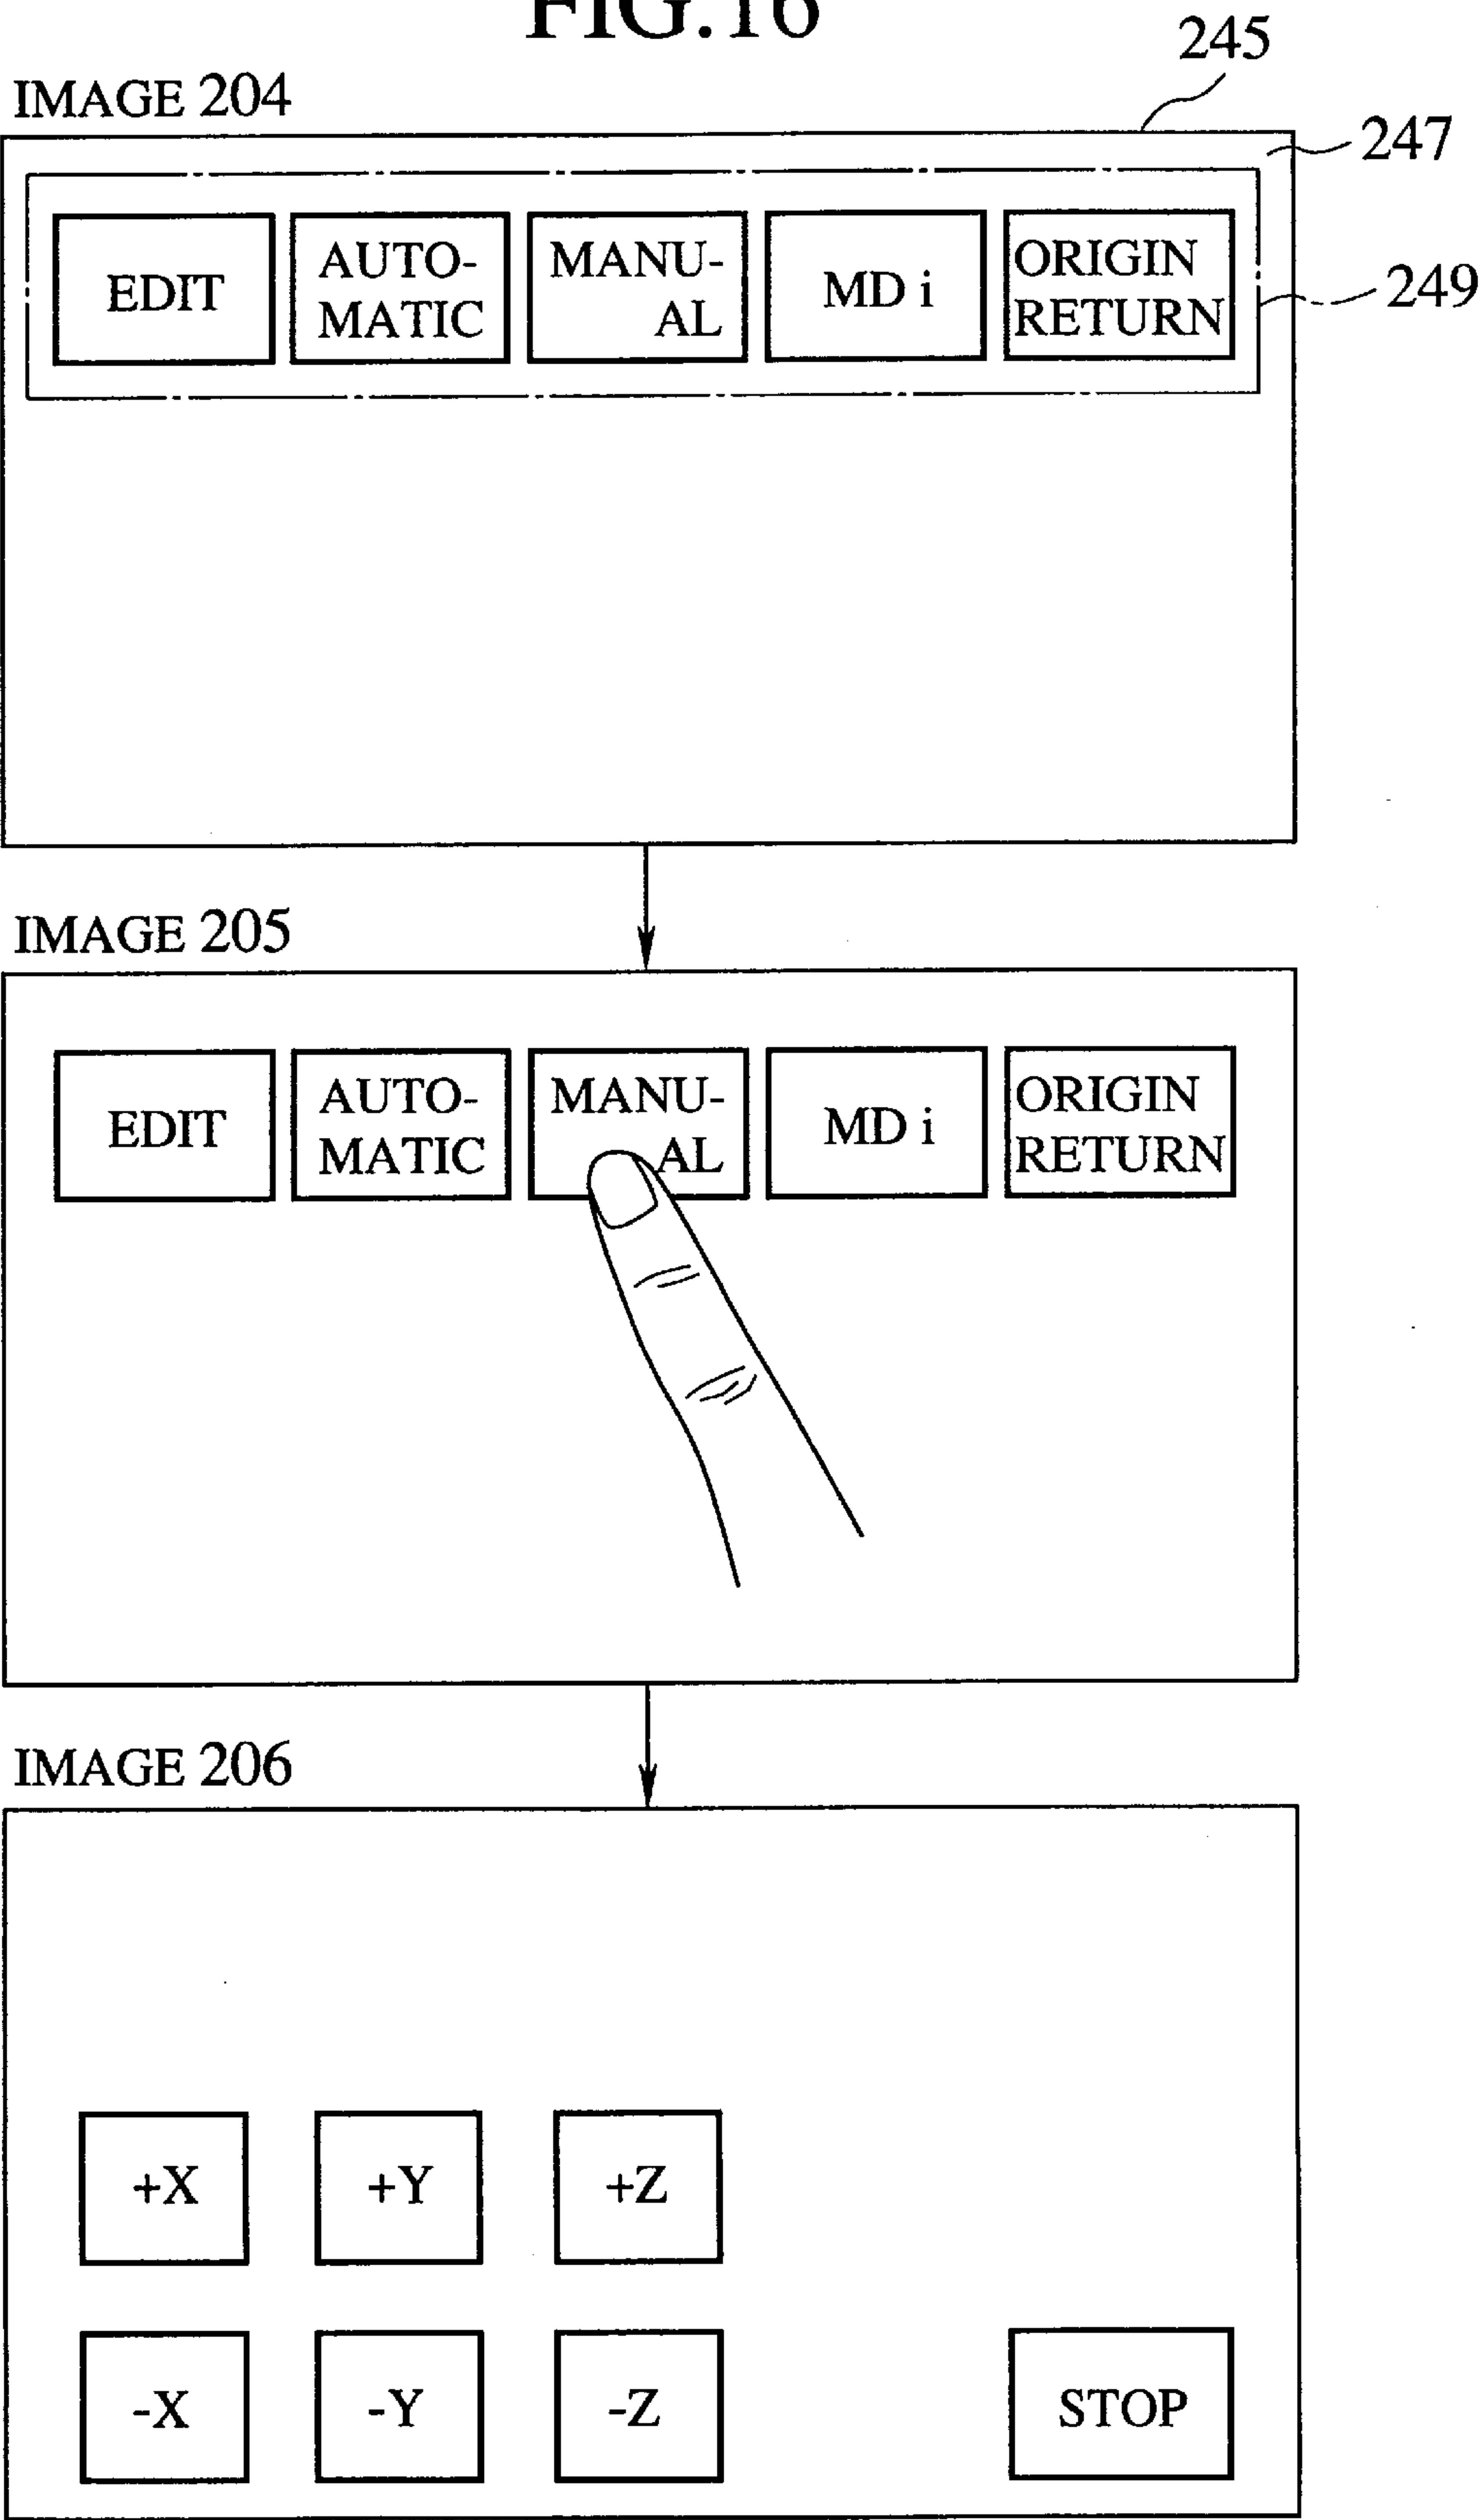 FIG.16
245
IMAGE 204
247
EDIT
AUTO-
MATIC
MANU-
AL
MD i
ORIGIN
RETURN
249
IMAGE 205
EDIT
AUTO-
MATIC
MANU-
AL
MD i
ORIGIN
RETURN
IMAGE 206
+X
+Y
+Z
-X
-Y
-Z
STOP